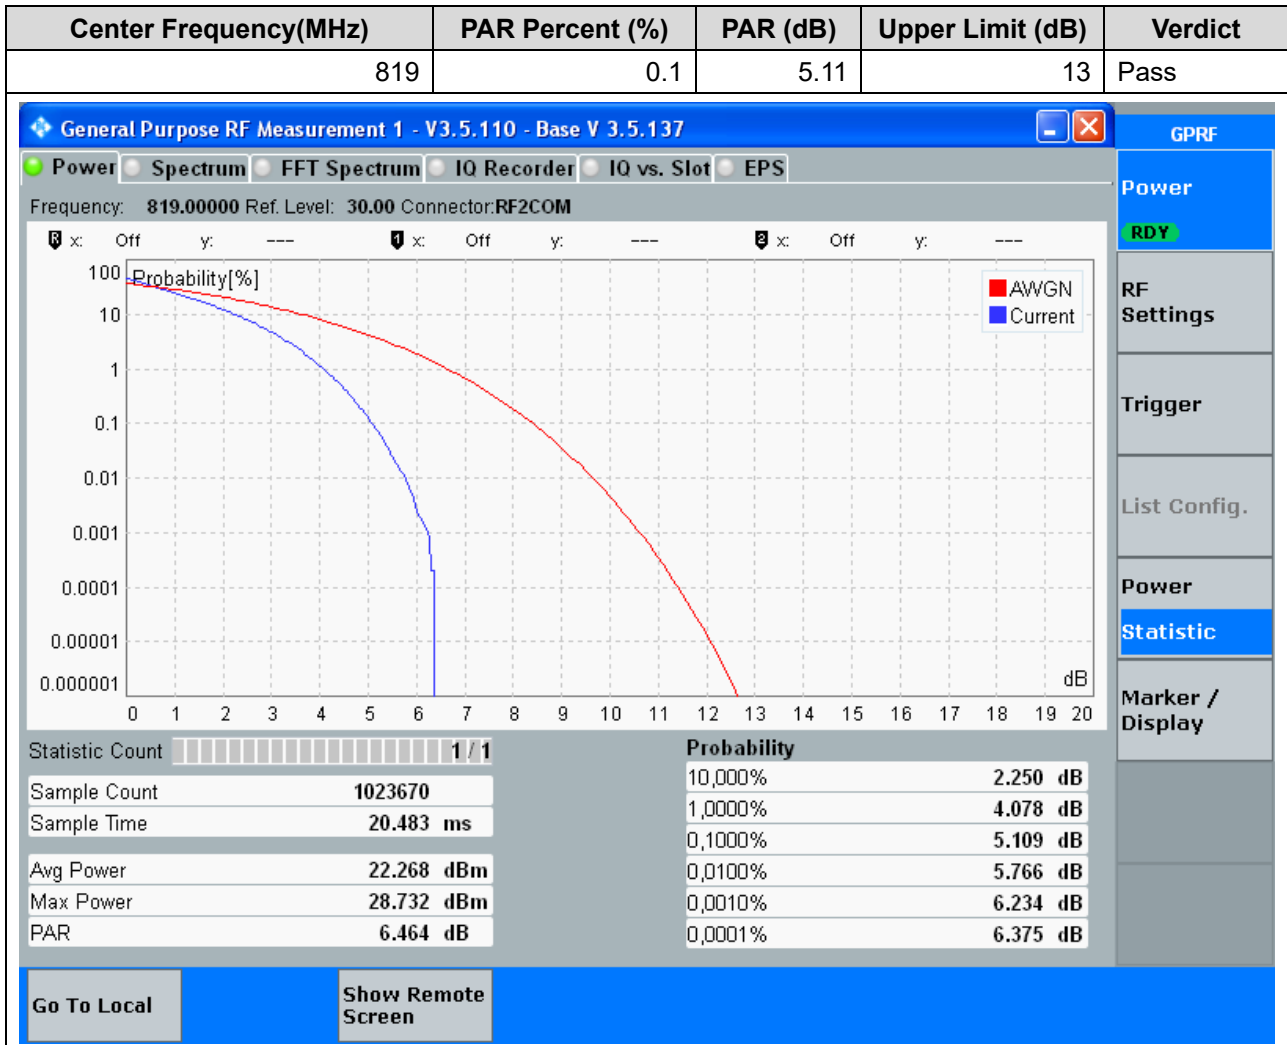 Center Frequency(MHz) PAR Percent (%) PAR (dB) Upper Limit (dB) Verdict
819 0.1 5.11 13 Pass
General Purpose RF Measurement 1 - V3.5.110 - Base V 3.5.137
GPRF
Power Spectrum FFT Spectrum IQ Recorder IQ vs. Slot EPS
Frequency: 819.00000 Ref. Level: 30.00 Connector:RF2COM
R x: Off y: --- 1 x: Off y: --- 2 x: Off y: ---
Probability[%]
100
10
1
0.1
0.01
0.001
0.0001
0.00001
0.000001
AWGN
Current
dB
0 1 2 3 4 5 6 7 8 9 10 11 12 13 14 15 16 17 18 19 20
Power
RDY
RF
Settings
Trigger
List Config.
Power
Statistic
Marker /
Display
Statistic Count 1 / 1
Sample Count 1023670
Sample Time 20.483 ms
Avg Power 22.268 dBm
Max Power 28.732 dBm
PAR 6.464 dB
Probability
10,000% 2.250 dB
1,0000% 4.078 dB
0,1000% 5.109 dB
0,0100% 5.766 dB
0,0010% 6.234 dB
0,0001% 6.375 dB
Go To Local
Show Remote
Screen